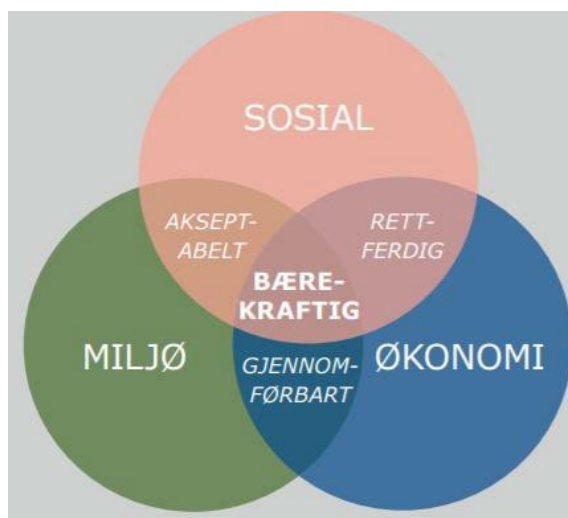 SOSIAL
AKSEPT-
ABELT
RETT-
FERDIG
BÆRE-
KRAFTIG
MILJØ
GJENNOM-
FØRBART
ØKONOMI